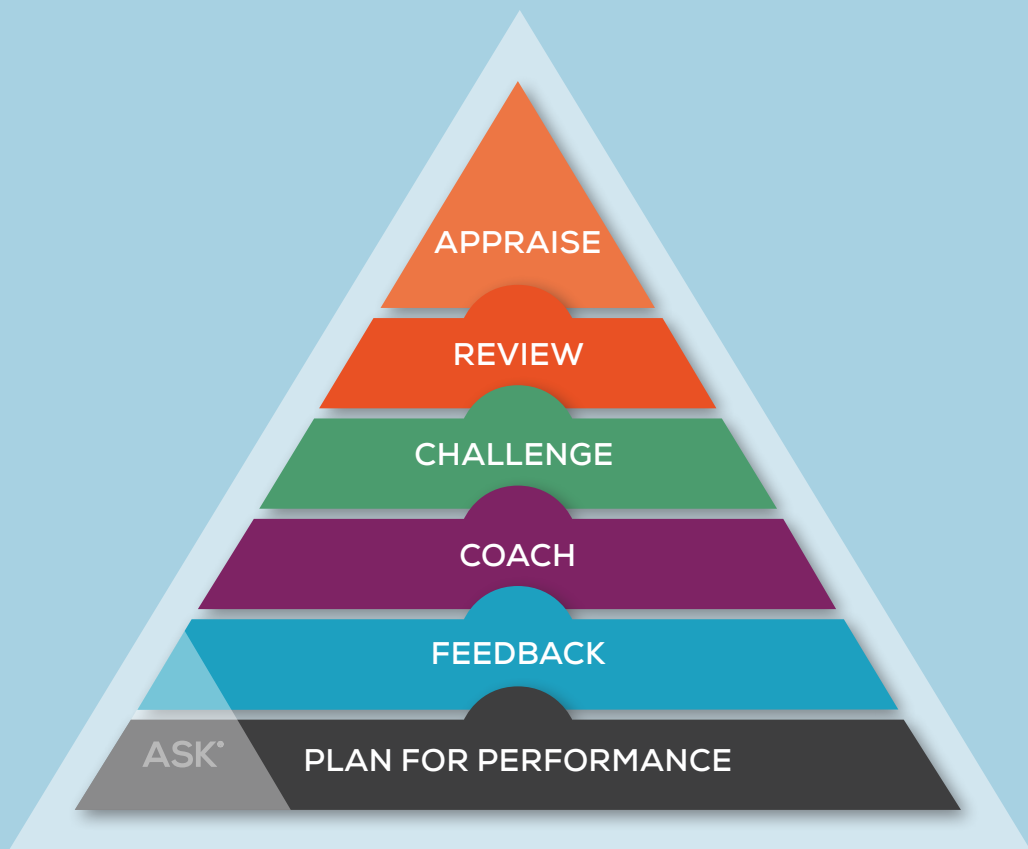 APPRAISE
REVIEW
CHALLENGE
COACH
FEEDBACK
ASK
PLAN FOR PERFORMANCE